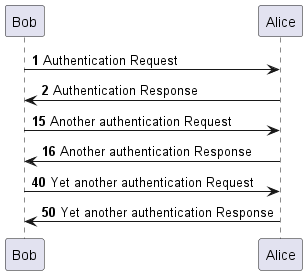 Bob Alice
1 Authentication Request
2 Authentication Response
15 Another authentication Request
16 Another authentication Response
40 Yet another authentication Request
50 Yet another authentication Response
Bob Alice